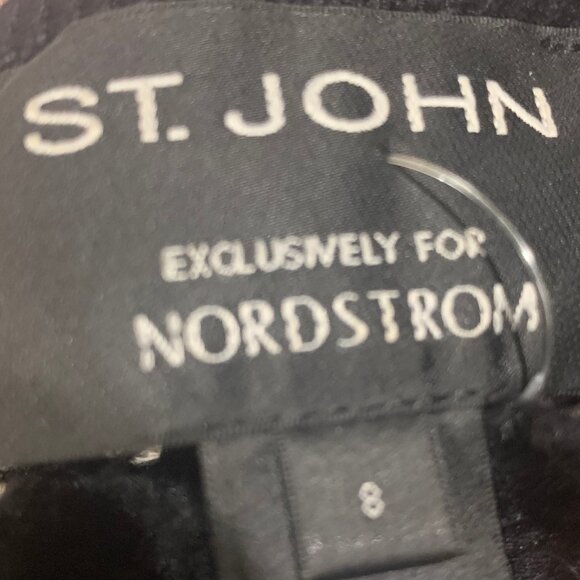 ST. JOHN
EXCLUSIVELY FOR
NORDSTROM
8